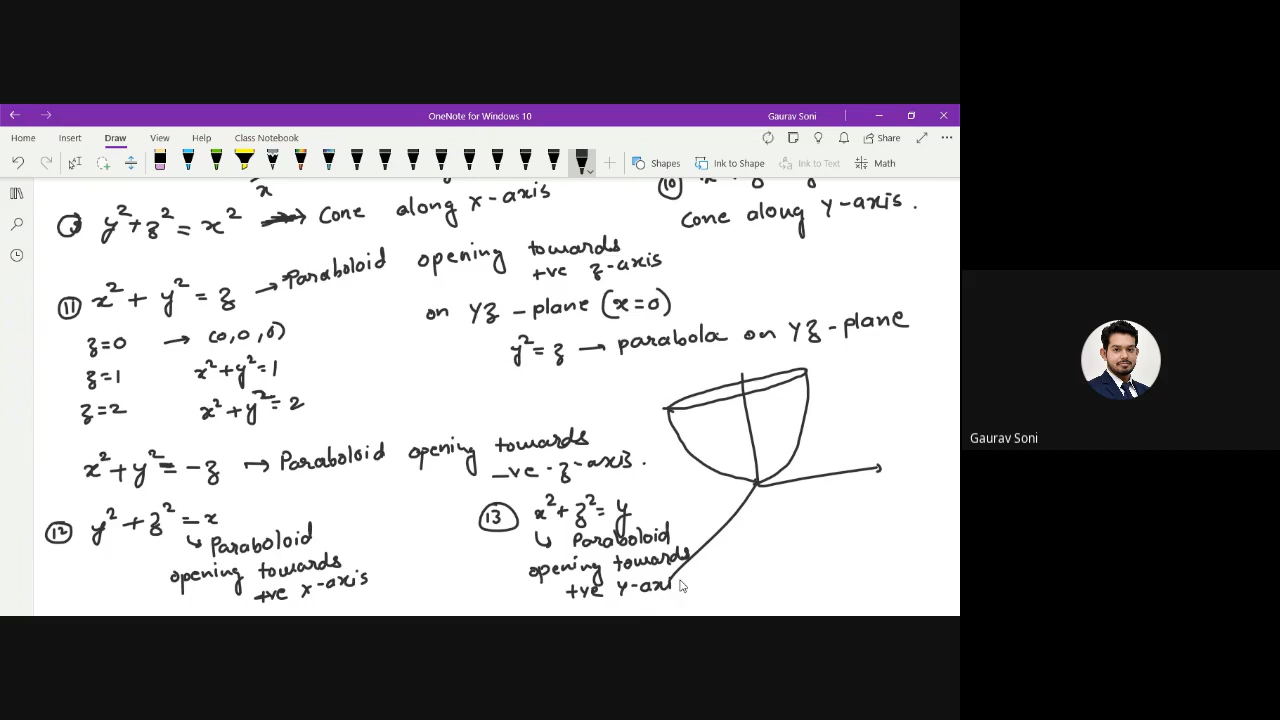 OneNote for Windows 10
Gaurav Soni
Home Insert Draw View Help Class Notebook
Share
Shapes Ink to Shape Ink to Text Math
x
y² + z² = x² → Cone along x-axis
10
Cone along Y-axis.
11 x² + y² = z → Paraboloid opening towards
+ve z-axis
z=0 → (0,0,0)
z=1 x²+y²=1
z=2 x²+y²=2
on Yz - plane (x=0)
y² = z → parabola on Yz-plane
x²+y² = -z → Paraboloid opening towards
-ve -z-axis.
12 y² + z² = x
↳ Paraboloid
opening towards
+ve x-axis
13 x² + z² = y
↳ Paraboloid
opening towards
+ve y-axi
Gaurav Soni